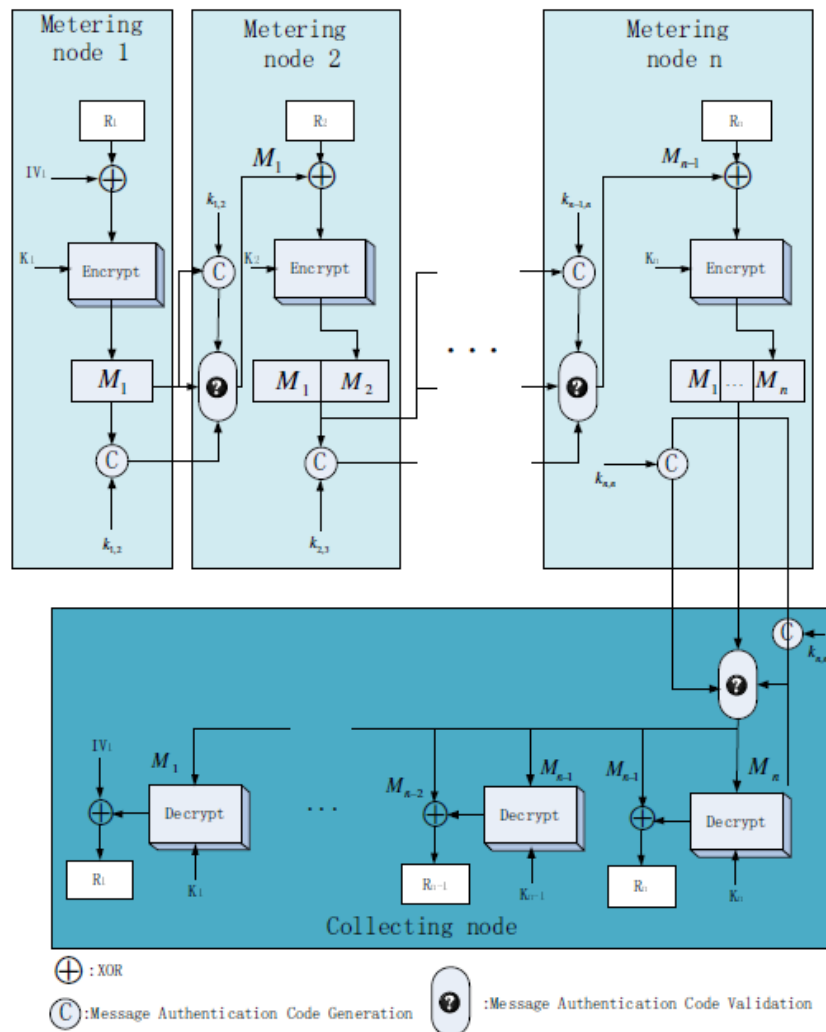 Metering
node 1
Metering
node 2
Metering
node n
R₁
R₂
Rₙ
IV₁
M₁
Mₙ₋₁
k₁,₂
kₙ₋₁,ₙ
K₁
Encrypt
C
K₂
Encrypt
C
Kₙ
Encrypt
M₁
?
M₁ M₂
. . .
?
M₁ ... Mₙ
C
C
kₙ,ₙ
C
k₁,₂
k₂,₃
C
?
IV₁
M₁
Mₙ₋₂
Mₙ₋₁
Mₙ₋₁
Mₙ
Decrypt
...
Decrypt
Decrypt
R₁
K₁
Rₙ₋₁
Kₙ₋₁
Rₙ
Kₙ
Collecting node
⊕ : XOR
C :Message Authentication Code Generation
? :Message Authentication Code Validation